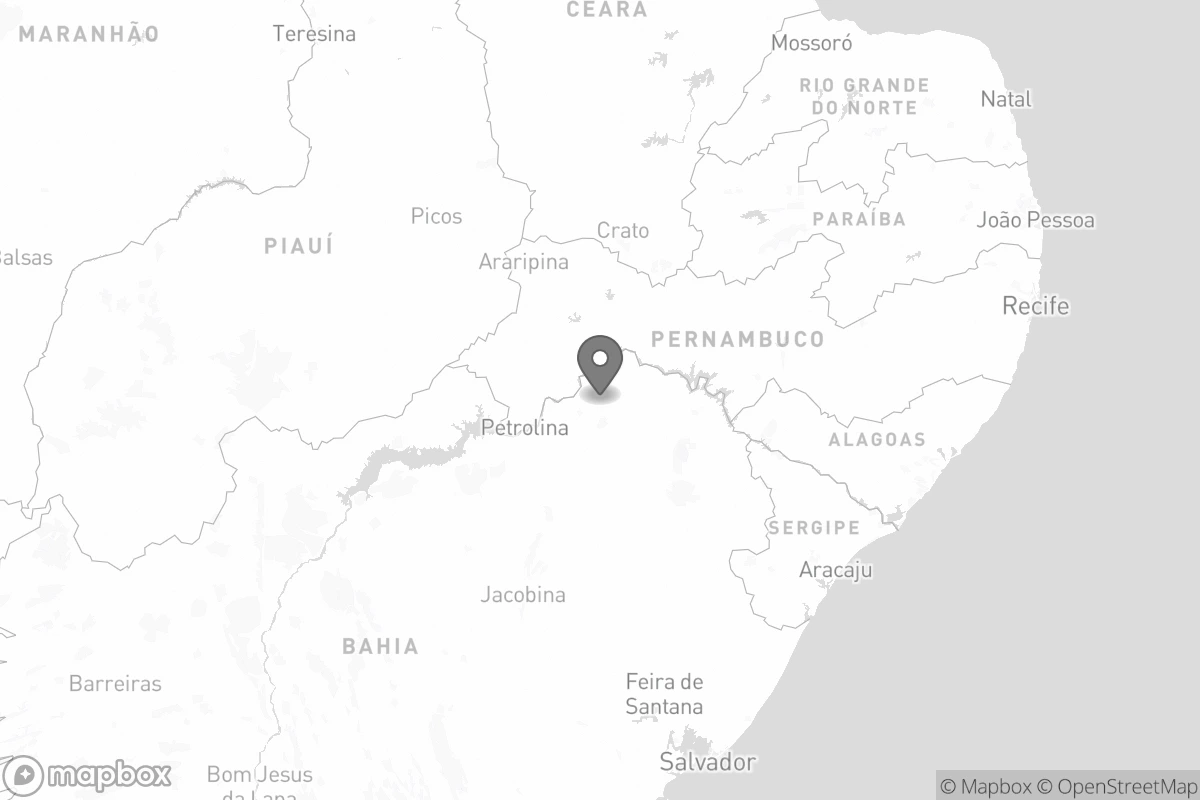 CEARÁ
MARANHÃO
Teresina
Mossoró
RIO GRANDE
DO NORTE
Natal
Picos
PARAÍBA
João Pessoa
Crato
PIAUÍ
Balsas
Araripina
Recife
PERNAMBUCO
Petrolina
ALAGOAS
SERGIPE
Aracaju
Jacobina
BAHIA
Barreiras
Feira de
Santana
Salvador
Bom Jesus
da Lapa
mapbox
© Mapbox © OpenStreetMap